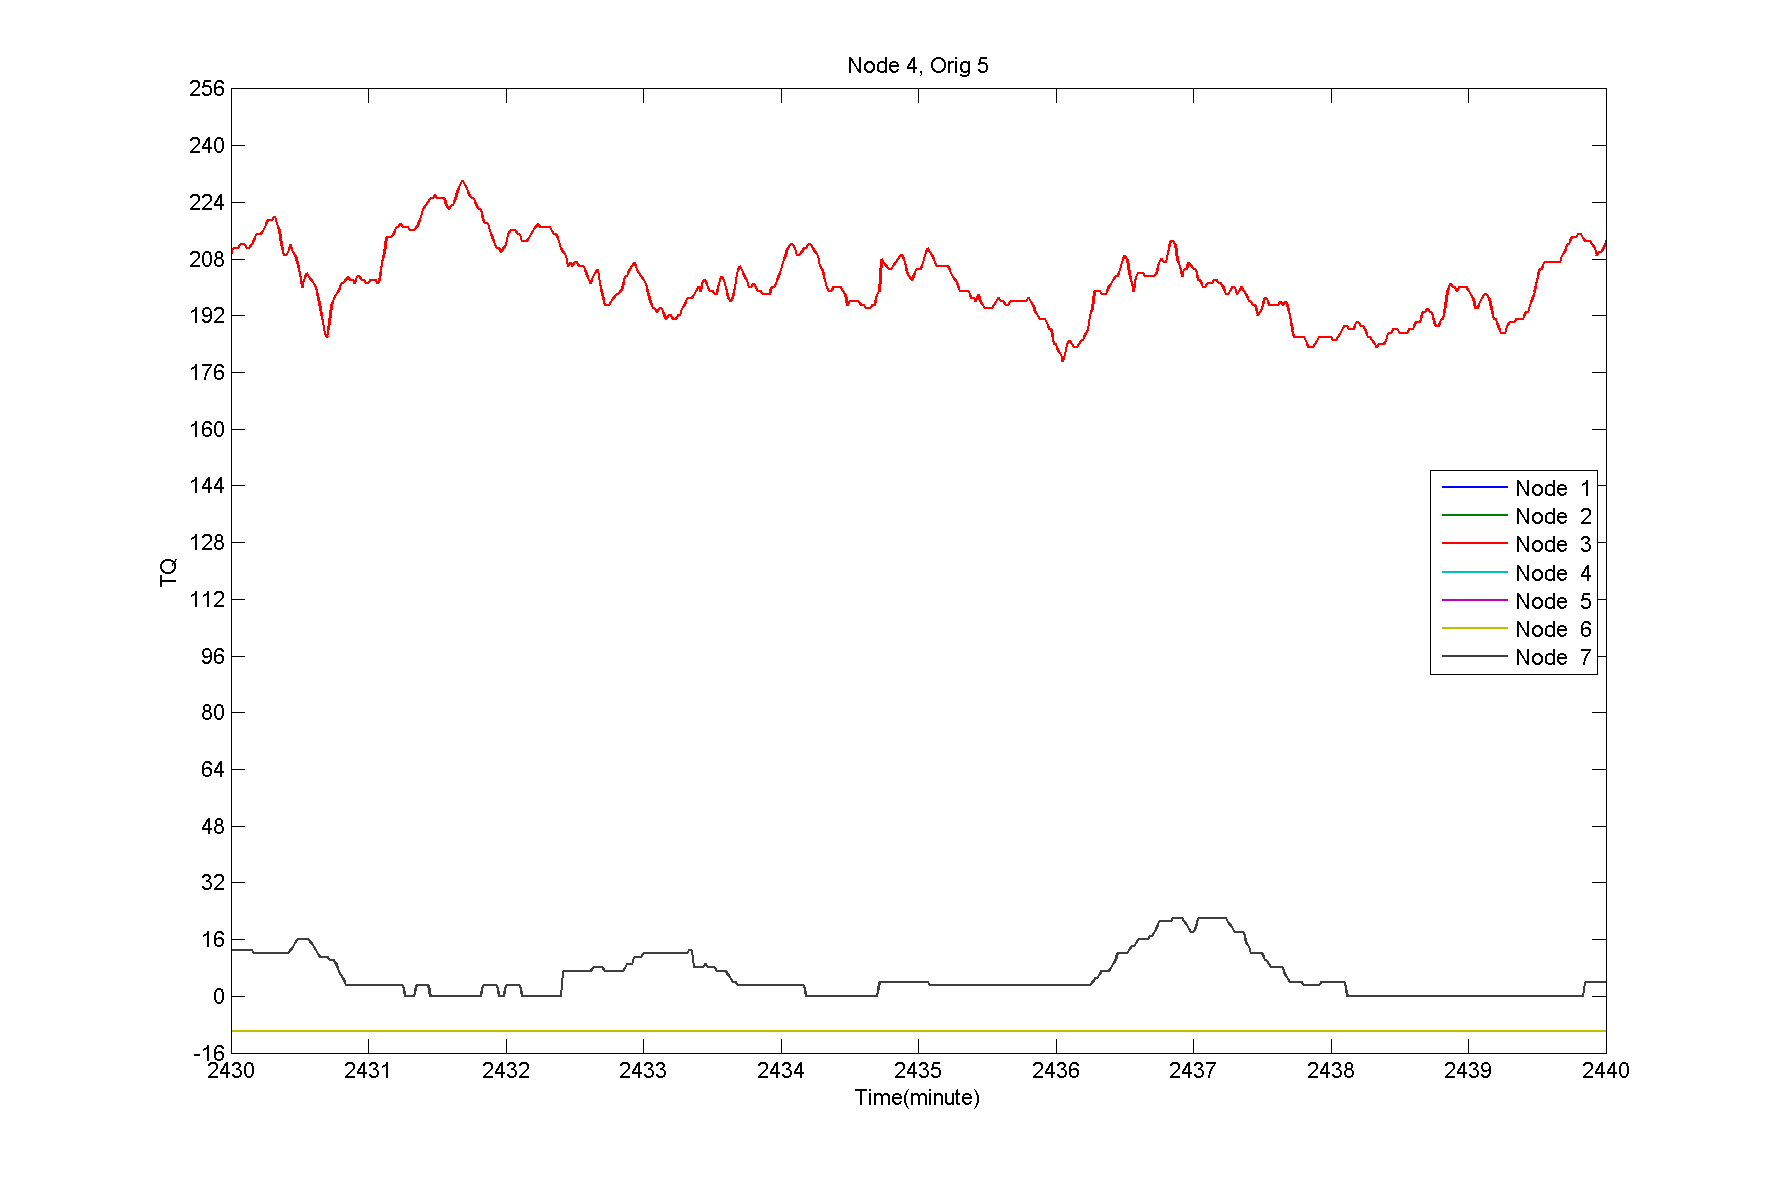 Node 4, Orig 5
256
240
224
208
192
176
160
144
128
112
96
80
64
48
32
16
0
-16
TQ
Node 1
Node 2
Node 3
Node 4
Node 5
Node 6
Node 7
2430 2431 2432 2433 2434 2435 2436 2437 2438 2439 2440
Time(minute)